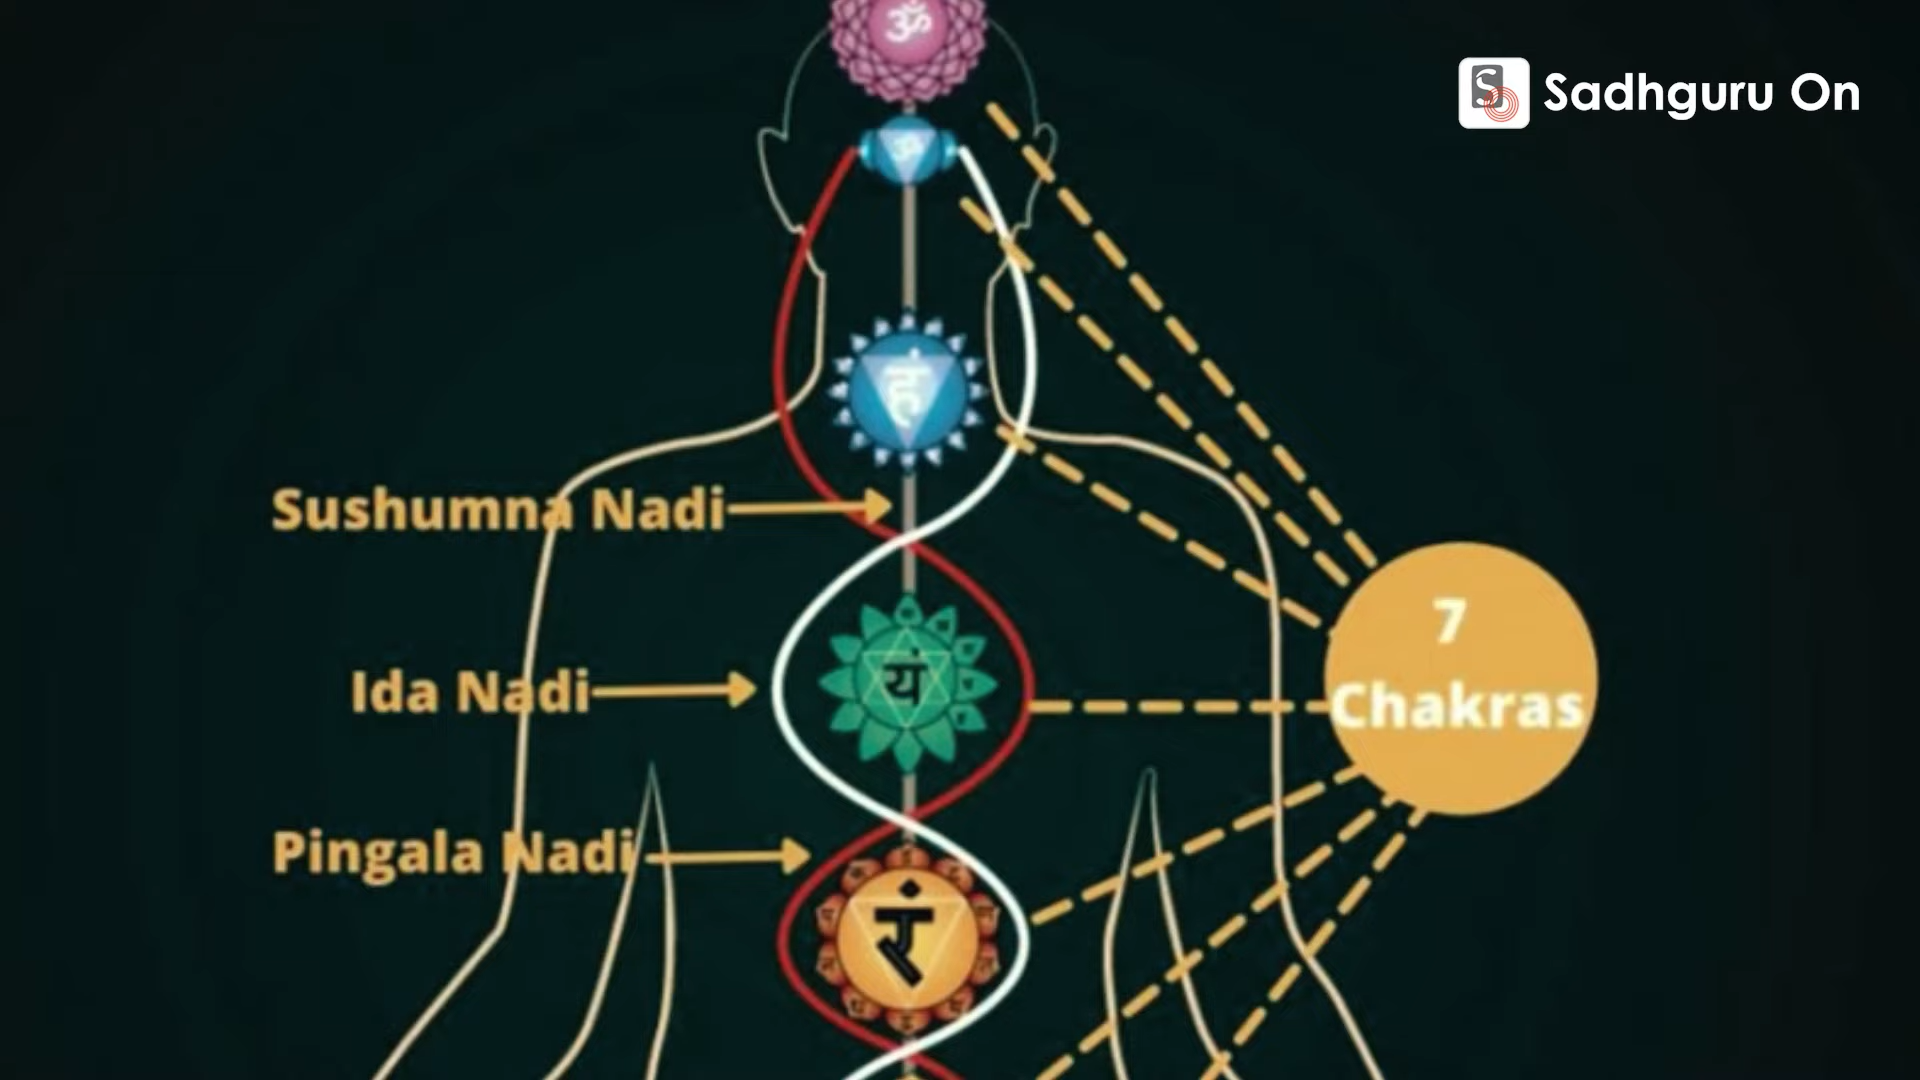 ॐ
Sadhguru On
ॐ
हं
Sushumna Nadi
7
Chakras
Ida Nadi
यं
Pingala Nadi
रं